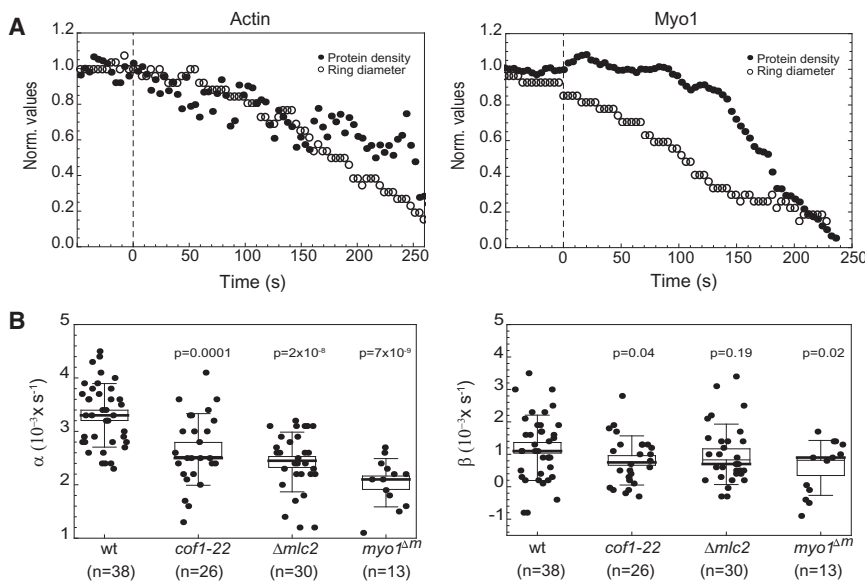 A
Actin
Myo1
Norm. values
1.2
1.0
0.8
0.6
0.4
0.2
0.0
Protein density
Ring diameter
0 50 100 150 200 250
Time (s)
Norm. values
1.2
1.0
0.8
0.6
0.4
0.2
0.0
Protein density
Ring diameter
0 50 100 150 200 250
Time (s)
B
α (10⁻³x s⁻¹)
5
4
3
2
1
p=0.0001 p=2x10⁻⁸ p=7x10⁻⁹
wt cof1-22 Δmlc2 myo1Δm
(n=38) (n=26) (n=30) (n=13)
β (10⁻³x s⁻¹)
5
4
3
2
1
0
-1
p=0.04 p=0.19 p=0.02
wt cof1-22 Δmlc2 myo1Δm
(n=38) (n=26) (n=30) (n=13)